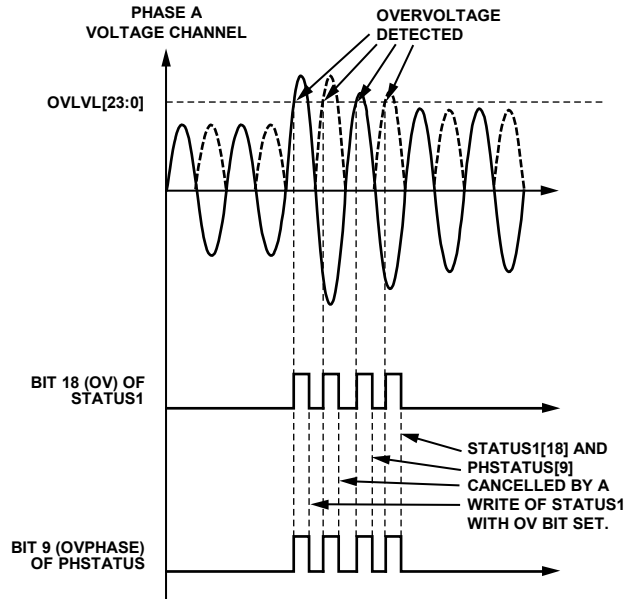 PHASE A
VOLTAGE CHANNEL
OVERVOLTAGE
DETECTED
OVLVL[23:0]
BIT 18 (OV) OF
STATUS1
STATUS1[18] AND
PHSTATUS[9]
CANCELLED BY A
WRITE OF STATUS1
WITH OV BIT SET.
BIT 9 (OVPHASE)
OF PHSTATUS